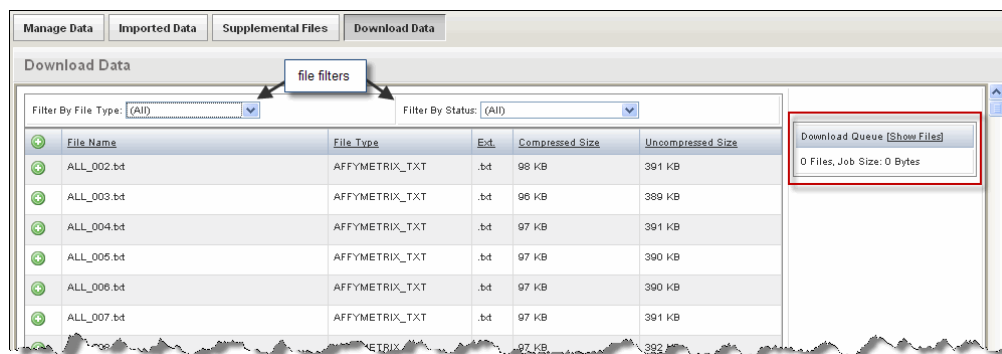 Manage Data Imported Data Supplemental Files Download Data
Download Data
file filters
Filter By File Type: (All) Filter By Status: (All)
File Name File Type Ext. Compressed Size Uncompressed Size
Download Queue [Show Files]
0 Files, Job Size: 0 Bytes
ALL_002.txt AFFYMETRIX_TXT .txt 98 KB 391 KB
ALL_003.txt AFFYMETRIX_TXT .txt 96 KB 389 KB
ALL_004.txt AFFYMETRIX_TXT .txt 97 KB 391 KB
ALL_005.txt AFFYMETRIX_TXT .txt 97 KB 390 KB
ALL_006.txt AFFYMETRIX_TXT .txt 97 KB 390 KB
ALL_007.txt AFFYMETRIX_TXT .txt 97 KB 391 KB
97 KB 392